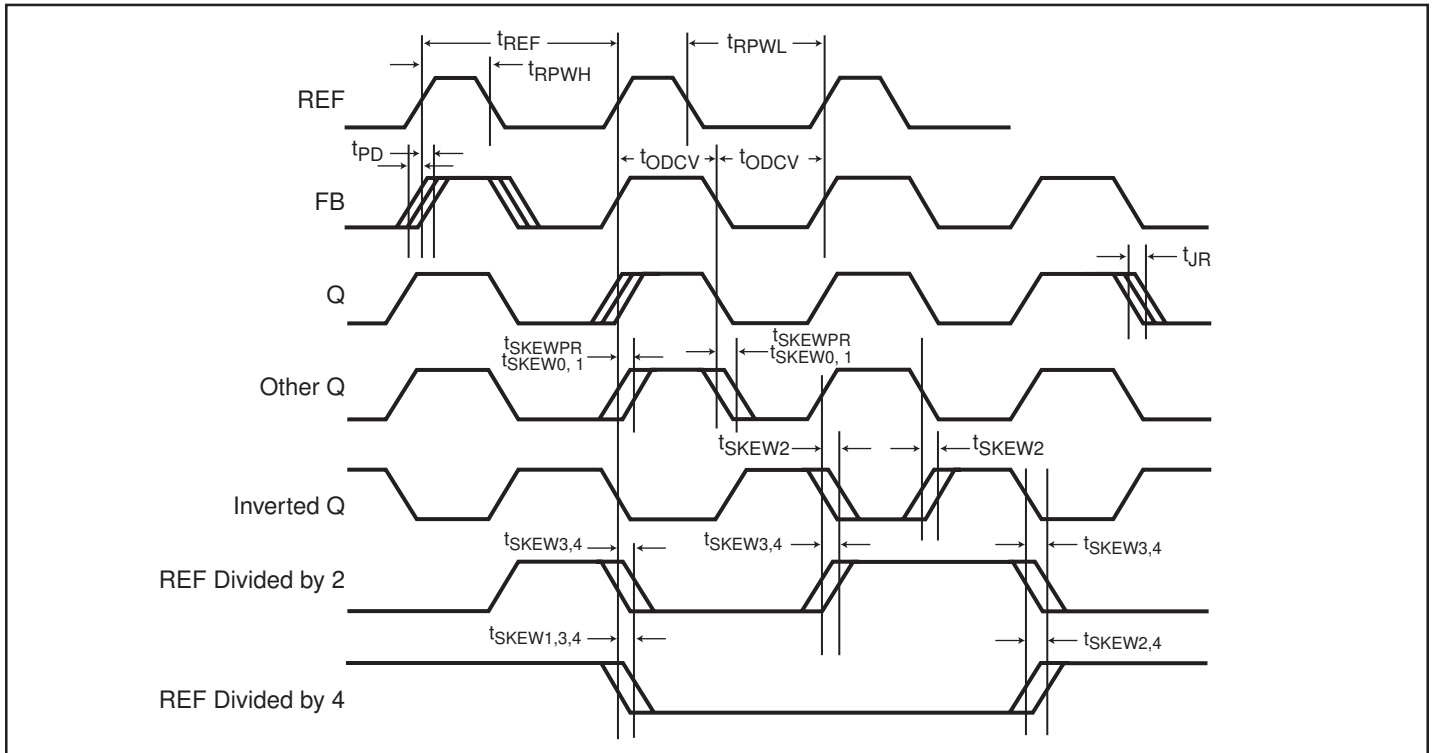 tREF
tRPWL
tRPWH
REF
tPD
tODCV tODCV
FB
tJR
Q
tSKEWPR
tSKEW0, 1
tSKEWPR
tSKEW0, 1
Other Q
tSKEW2
tSKEW2
Inverted Q
tSKEW3,4
tSKEW3,4
tSKEW3,4
REF Divided by 2
tSKEW1,3,4
tSKEW2,4
REF Divided by 4